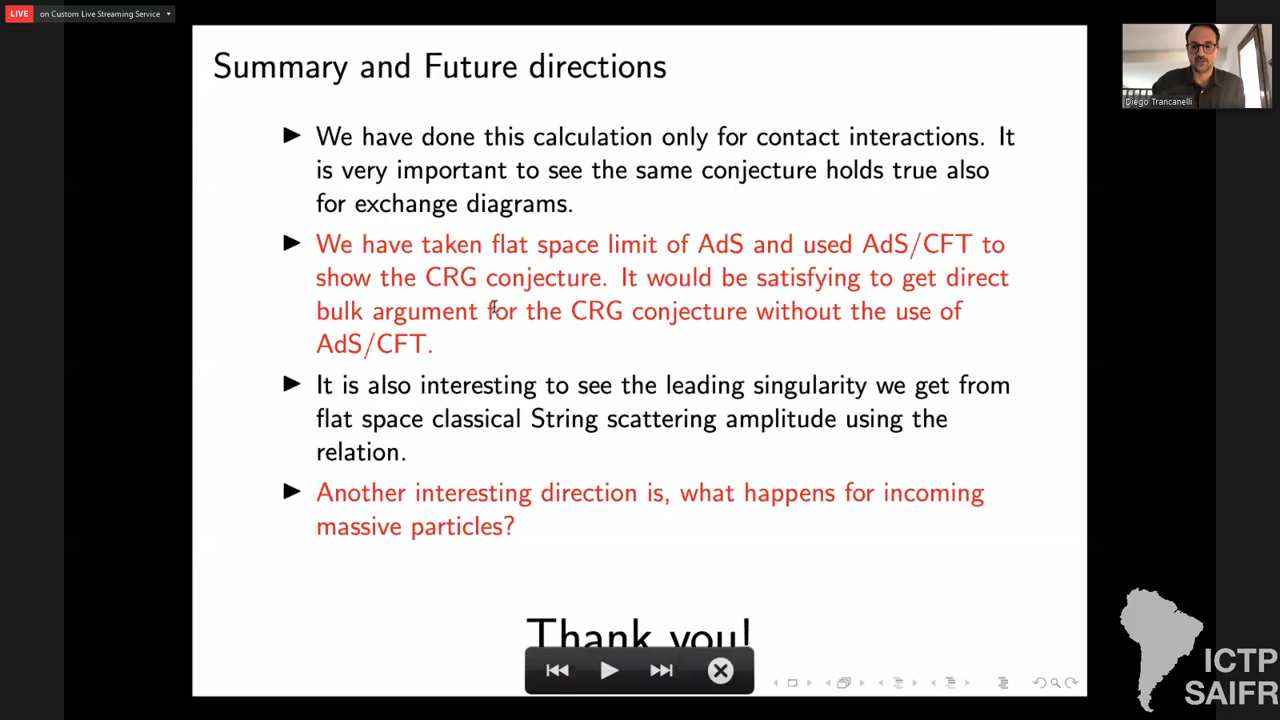 LIVE on Custom Live Streaming Service
Diego Trancanelli
Summary and Future directions
We have done this calculation only for contact interactions. It
is very important to see the same conjecture holds true also
for exchange diagrams.
We have taken flat space limit of AdS and used AdS/CFT to
show the CRG conjecture. It would be satisfying to get direct
bulk argument for the CRG conjecture without the use of
AdS/CFT.
It is also interesting to see the leading singularity we get from
flat space classical String scattering amplitude using the
relation.
Another interesting direction is, what happens for incoming
massive particles?
Thank you!
ICTP
SAIFR